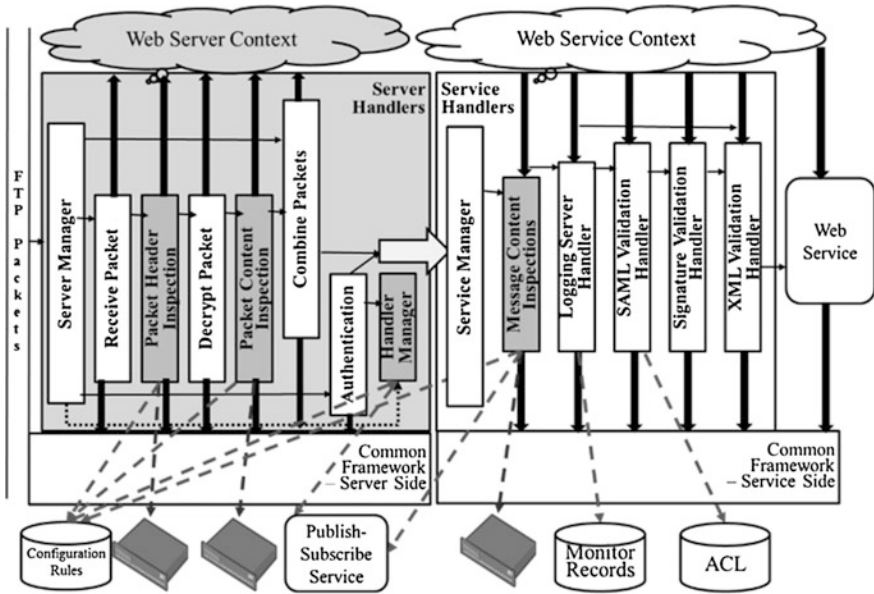 Web Server Context
Web Service Context
Server
Handlers
Service
Handlers
FTP Packets
Server Manager
Receive Packet
Packet Header
Inspection
Decrypt Packet
Packet Content
Inspection
Combine Packets
Authentication
Handler
Manager
Service Manager
Message Content
Inspections
Logging Server
Handler
SAML Validation
Handler
Signature Validation
Handler
XML Validation
Handler
Web
Service
Common
Framework
– Server Side
Common
Framework
– Service Side
Configuration
Rules
Publish-
Subscribe
Service
Monitor
Records
ACL